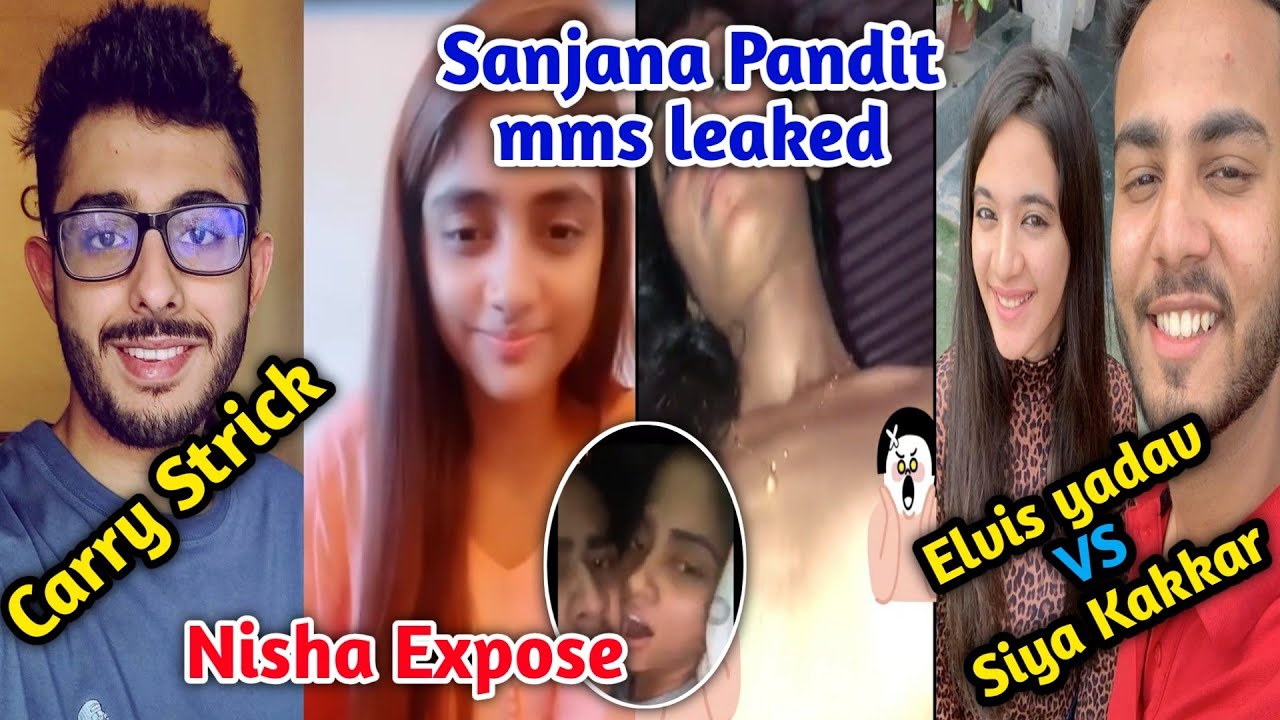 Sanjana Pandit
mms leaked
Carry Strick
Nisha Expose
Elvis yadav
VS
Siya Kakkar